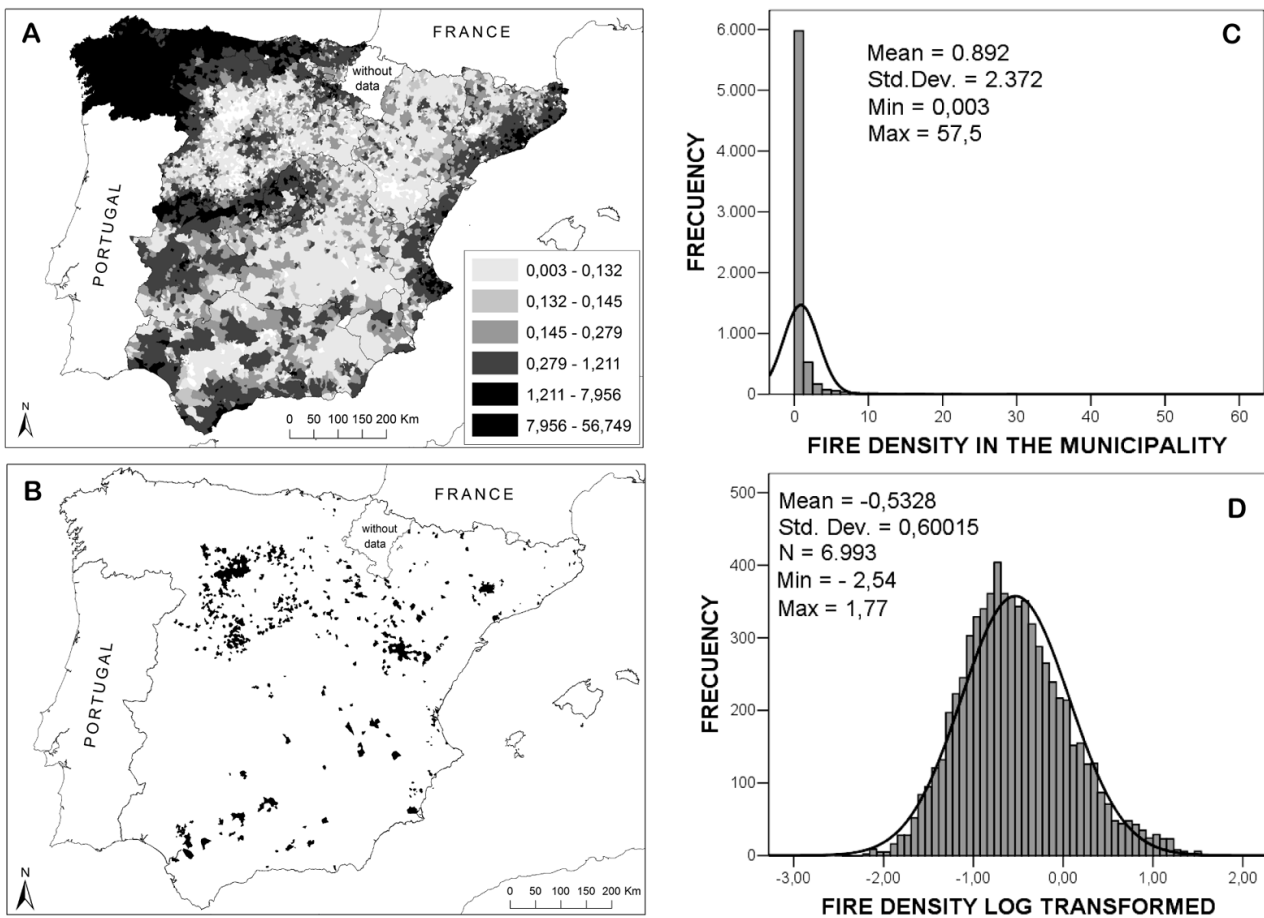 A
FRANCE
without
data
PORTUGAL
0,003 - 0,132
0,132 - 0,145
0,145 - 0,279
0,279 - 1,211
1,211 - 7,956
7,956 - 56,749
N
0 50 100 150 200 Km
B
FRANCE
without
data
PORTUGAL
N
0 50 100 150 200 Km
C
Mean = 0.892
Std.Dev. = 2.372
Min = 0,003
Max = 57,5
FRECUENCY
6.000
5.000
4.000
3.000
2.000
1.000
0
0 10 20 30 40 50 60
FIRE DENSITY IN THE MUNICIPALITY
D
Mean = -0,5328
Std. Dev. = 0,60015
N = 6.993
Min = - 2,54
Max = 1,77
FRECUENCY
500
400
300
200
100
0
-3,00 -2,00 -1,00 0,00 1,00 2,00
FIRE DENSITY LOG TRANSFORMED